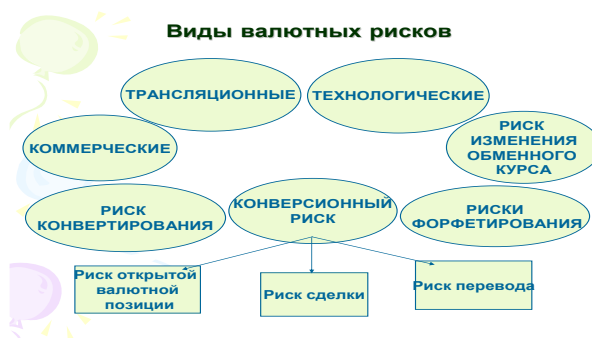 Виды валютных рисков
ТРАНСЛЯЦИОННЫЕ
ТЕХНОЛОГИЧЕСКИЕ
КОММЕРЧЕСКИЕ
РИСК
ИЗМЕНЕНИЯ
ОБМЕННОГО
КУРСА
РИСК
КОНВЕРТИРОВАНИЯ
КОНВЕРСИОННЫЙ
РИСК
РИСКИ
ФОРФЕТИРОВАНИЯ
Риск открытой
валютной
позиции
Риск сделки
Риск перевода